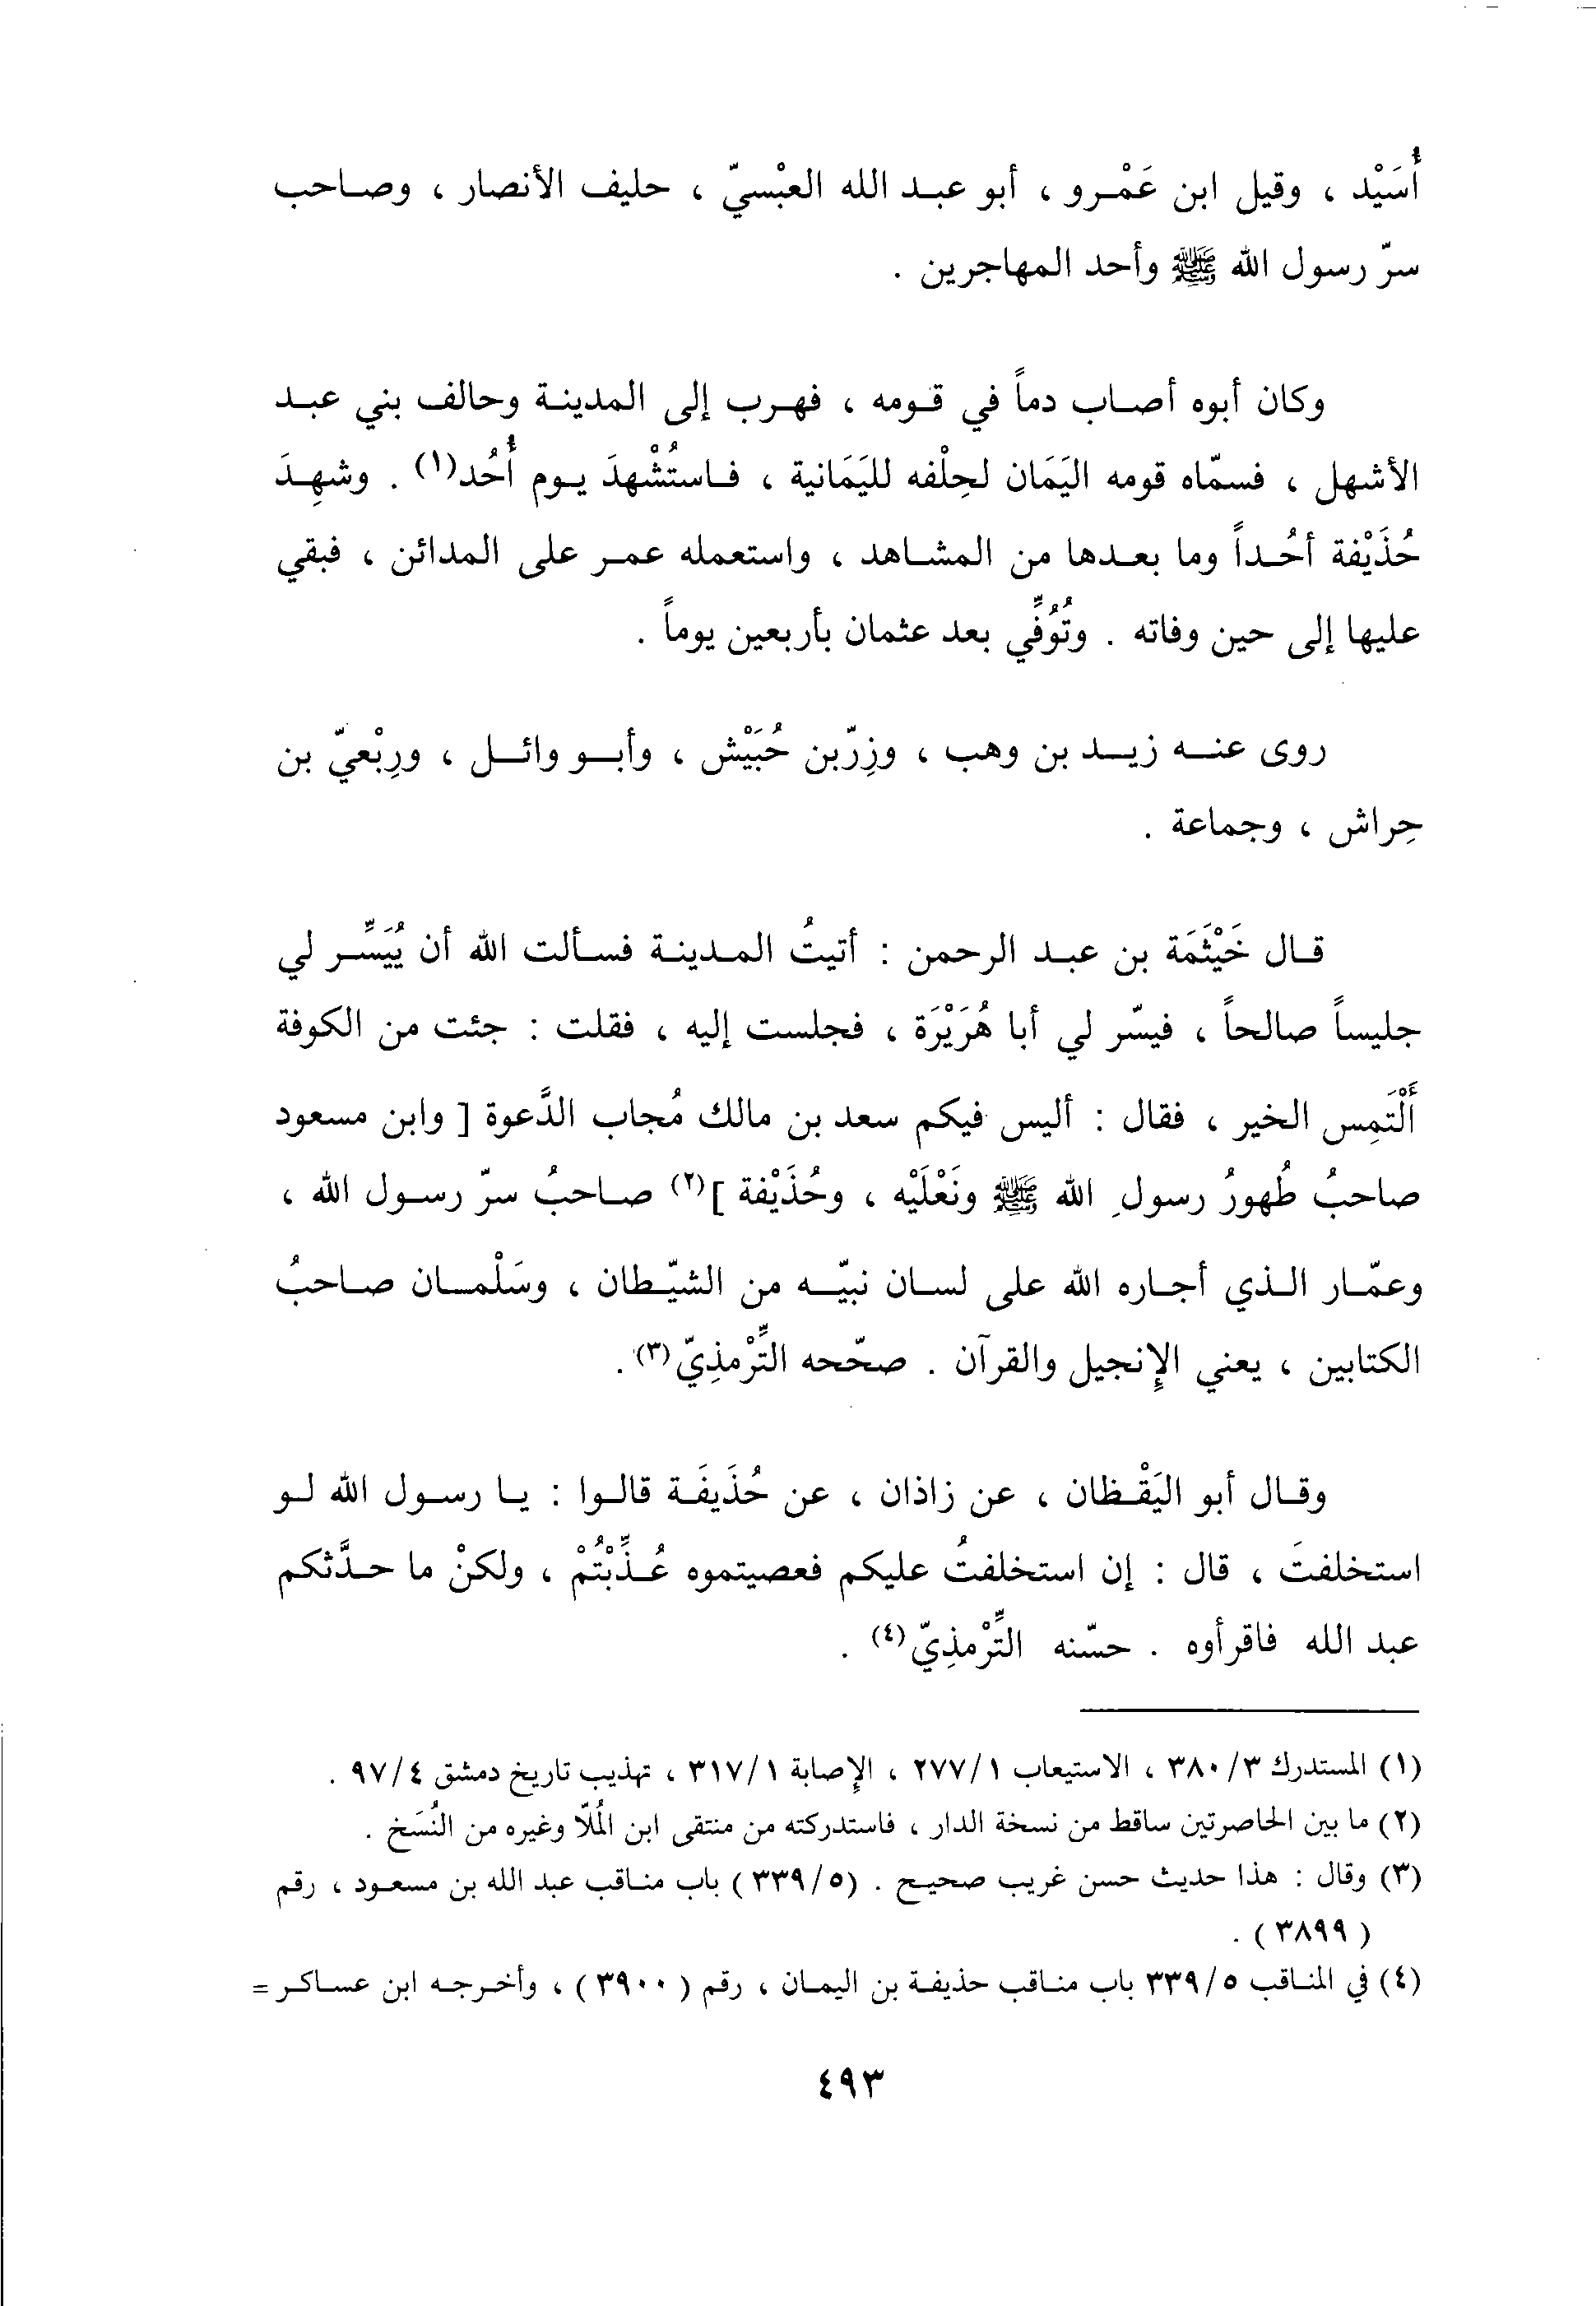 أُسَيْد ، وقيل ابن عَمْرو ، أبو عبد الله العبْسيّ ، حليف الأنصار ، وصاحب
سرّ رسول الله ﷺ وأحد المهاجرين .
وكان أبوه أصاب دماً في قومه ، فهرب إلى المدينة وحالف بني عبد
الأشهل ، فسمّاه قومه اليَمَان لحِلْفه لليَمَانية ، فاستُشْهدَ يوم أُحُد(١) . وشهِدَ
حُذَيْفة أحُداً وما بعدها من المشاهد ، واستعمله عمر على المدائن ، فبقي
عليها إلى حين وفاته . وتُوُفِّي بعد عثمان بأربعين يوماً .
روى عنه زيد بن وهب ، وزِرّبن حُبَيْش ، وأبو وائل ، ورِبْعيّ بن
حِراش ، وجماعة .
قال خَيْثَمَة بن عبد الرحمن : أتيتُ المدينة فسألت الله أن يُيَسِّر لي
جليساً صالحاً ، فيسّر لي أبا هُرَيْرَة ، فجلست إليه ، فقلت : جئت من الكوفة
أَلْتَمِس الخير ، فقال : أليس فيكم سعد بن مالك مُجاب الدَّعوة [ وابن مسعود
صاحبُ طُهورُ رسولِ الله ﷺ ونَعْلَيْه ، وحُذَيْفة ](٢) صاحبُ سرّ رسول الله ،
وعمّار الذي أجاره الله على لسان نبيّه من الشيّطان ، وسَلْمان صاحبُ
الكتابين ، يعني الإنجيل والقرآن . صحّحه التِّرْمذِيّ(٣) .
وقال أبو اليَقْظان ، عن زاذان ، عن حُذَيفَة قالوا : يا رسول الله لو
استخلفتَ ، قال : إن استخلفتُ عليكم فعصيتموه عُذِّبْتُمْ ، ولكنْ ما حدَّثكم
عبد الله فاقرأوه . حسّنه التِّرْمذِيّ(٤) .
(١) المستدرك ٣/٣٨٠ ، الاستيعاب ١/٢٧٧ ، الإصابة ١/٣١٧ ، تهذيب تاريخ دمشق ٤/٩٧ .
(٢) ما بين الحاصرتين ساقط من نسخة الدار ، فاستدركته من منتقى ابن المُلّا وغيره من النُسَخ .
(٣) وقال : هذا حديث حسن غريب صحيح . (٥/٣٣٩) باب مناقب عبد الله بن مسعود ، رقم
(٣٨٩٩) .
(٤) في المناقب ٥/٣٣٩ باب مناقب حذيفة بن اليمان ، رقم (٣٩٠٠) ، وأخرجه ابن عساكر =
٤٩٣